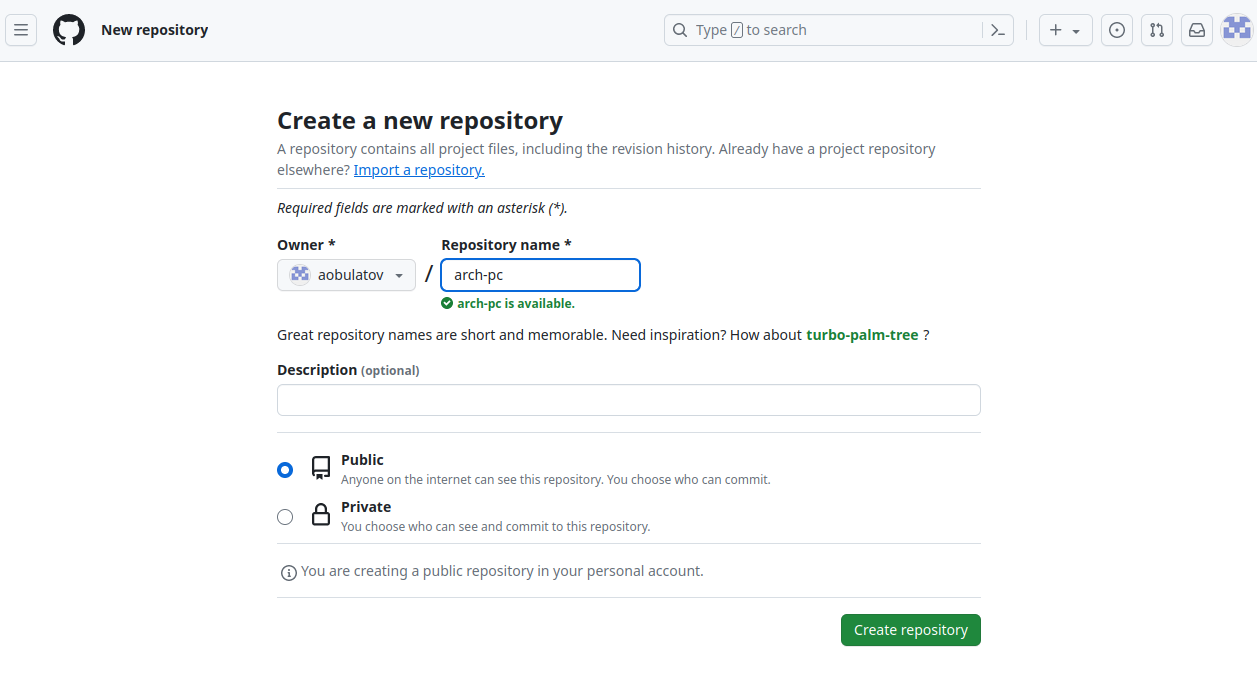 New repository
Type / to search
Create a new repository
A repository contains all project files, including the revision history. Already have a project repository
elsewhere? Import a repository.
Required fields are marked with an asterisk (*).
Owner * Repository name *
aobulatov / arch-pc
arch-pc is available.
Great repository names are short and memorable. Need inspiration? How about turbo-palm-tree ?
Description (optional)
Public
Anyone on the internet can see this repository. You choose who can commit.
Private
You choose who can see and commit to this repository.
You are creating a public repository in your personal account.
Create repository